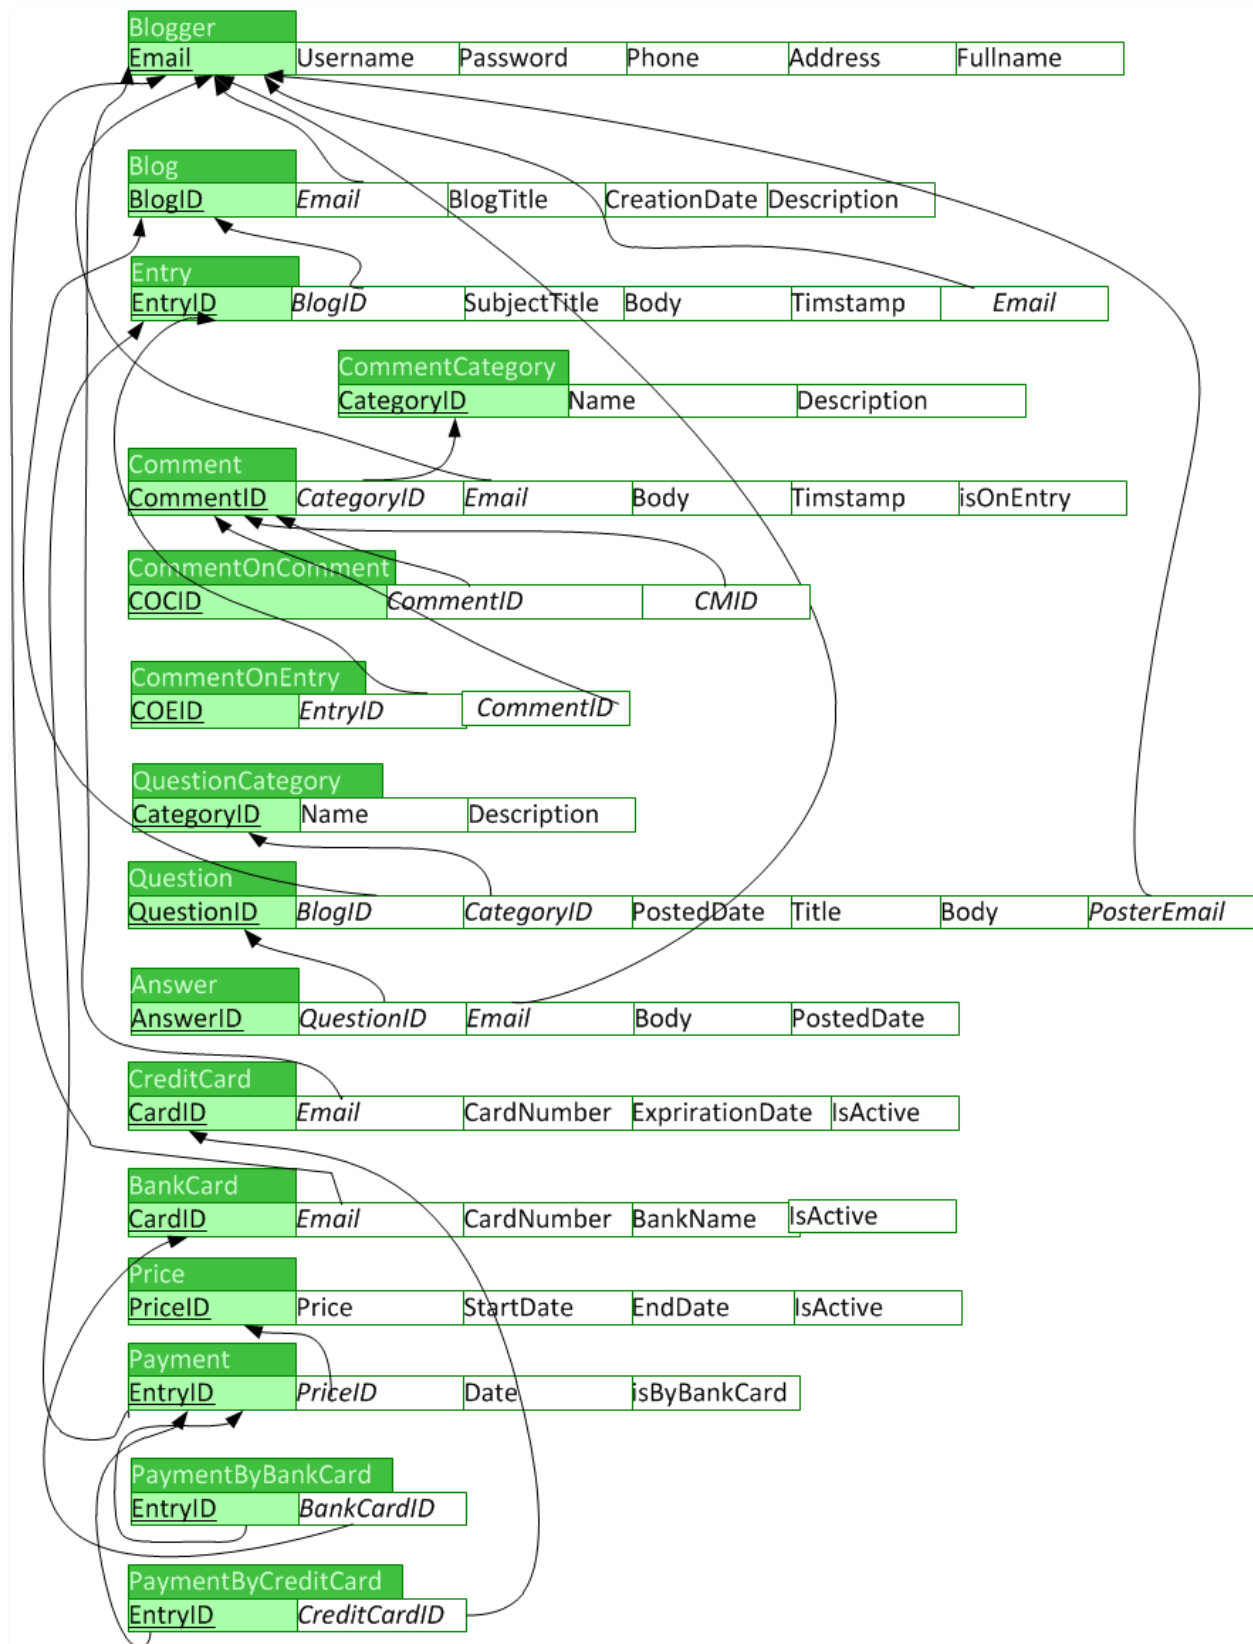 Blogger
Email Username Password Phone Address Fullname
Blog
BlogID Email BlogTitle CreationDate Description
Entry
EntryID BlogID SubjectTitle Body Timstamp Email
CommentCategory
CategoryID Name Description
Comment
CommentID CategoryID Email Body Timstamp isOnEntry
CommentOnComment
COCID CommentID CMID
CommentOnEntry
COEID EntryID CommentID
QuestionCategory
CategoryID Name Description
Question
QuestionID BlogID CategoryID PostedDate Title Body PosterEmail
Answer
AnswerID QuestionID Email Body PostedDate
CreditCard
CardID Email CardNumber ExprirationDate IsActive
BankCard
CardID Email CardNumber BankName IsActive
Price
PriceID Price StartDate EndDate IsActive
Payment
EntryID PriceID Date isByBankCard
PaymentByBankCard
EntryID BankCardID
PaymentByCreditCard
EntryID CreditCardID